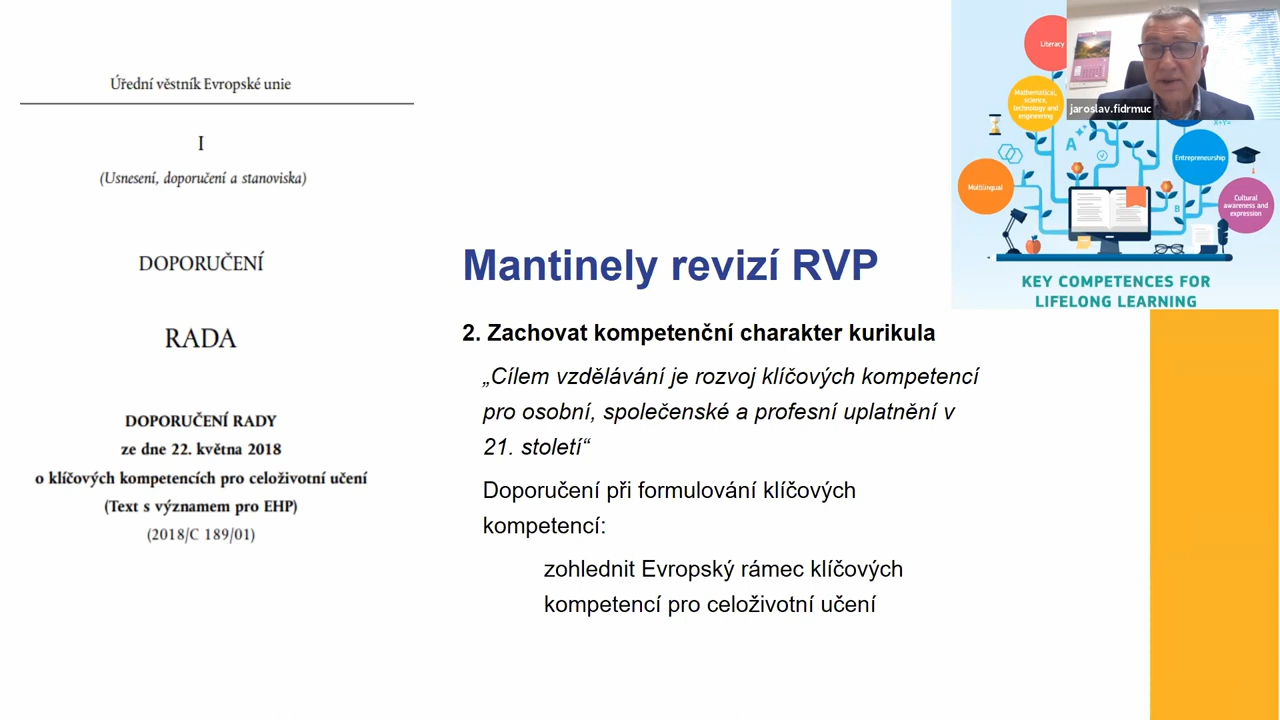 Úřední věstník Evropské unie
I
(Usnesení, doporučení a stanoviska)
DOPORUČENÍ
RADA
DOPORUČENÍ RADY
ze dne 22. května 2018
o klíčových kompetencích pro celoživotní učení
(Text s významem pro EHP)
(2018/C 189/01)
Mantinely revizí RVP
2. Zachovat kompetenční charakter kurikula
„Cílem vzdělávání je rozvoj klíčových kompetencí
pro osobní, společenské a profesní uplatnění v
21. století“
Doporučení při formulování klíčových
kompetencí:
zohlednit Evropský rámec klíčových
kompetencí pro celoživotní učení
Literacy
Mathematical,
science,
technology and
engineering
jaroslav.fidrmuc
X+Y=
A
Entrepreneurship
Multilingual
Cultural
awareness and
expression
B
KEY COMPETENCES FOR
LIFELONG LEARNING